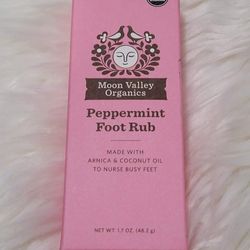 Moon Valley
Organics
Peppermint
Foot Rub
MADE WITH
ARNICA & COCONUT OIL
TO NURSE BUSY FEET
NET WT. 1.7 OZ. (48.2 g)